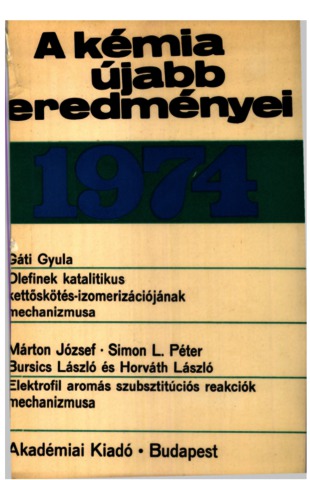 A kémia
újabb
eredményei
1974
Gáti Gyula
Olefinek katalitikus
kettőskötés-izomerizációjának
mechanizmusa
Márton József · Simon L. Péter
Bursics László és Horváth László
Elektrofil aromás szubsztitúciós reakciók
mechanizmusa
Akadémiai Kiadó · Budapest